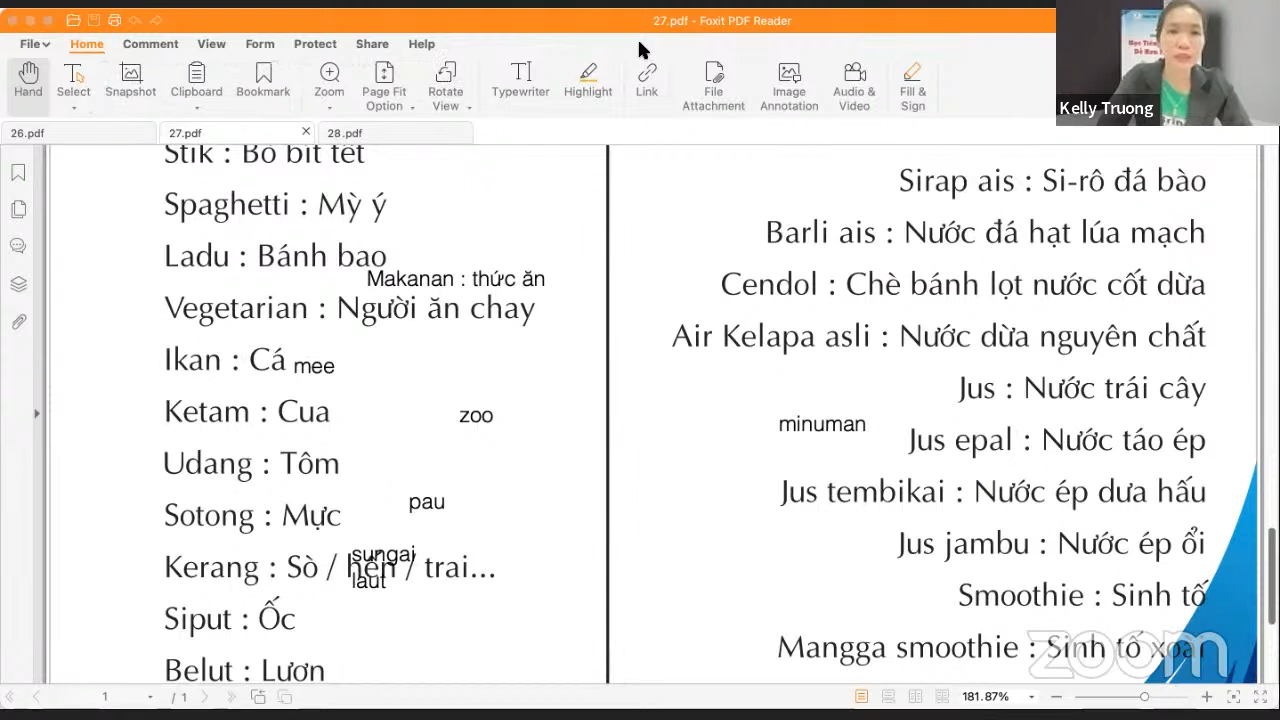 27.pdf - Foxit PDF Reader
File Home Comment View Form Protect Share Help
Hand Select Snapshot Clipboard Bookmark Zoom Page Fit Option Rotate View Typewriter Highlight Link File Attachment Image Annotation Audio & Video Fill & Sign
Kelly Truong
26.pdf 27.pdf 28.pdf
Stik : Bò bít tết
Spaghetti : Mỳ ý
Ladu : Bánh bao
Makanan : thức ăn
Vegetarian : Người ăn chay
Ikan : Cá
mee
Ketam : Cua
zoo
Udang : Tôm
pau
Sotong : Mực
sungai
Kerang : Sò / hến / trai...
laut
Siput : Ốc
Belut : Lươn
Sirap ais : Si-rô đá bào
Barli ais : Nước đá hạt lúa mạch
Cendol : Chè bánh lọt nước cốt dừa
Air Kelapa asli : Nước dừa nguyên chất
Jus : Nước trái cây
minuman
Jus epal : Nước táo ép
Jus tembikai : Nước ép dưa hấu
Jus jambu : Nước ép ổi
Smoothie : Sinh tố
Mangga smoothie : Sinh tố xoài
zoom
1 / 1
181.87%